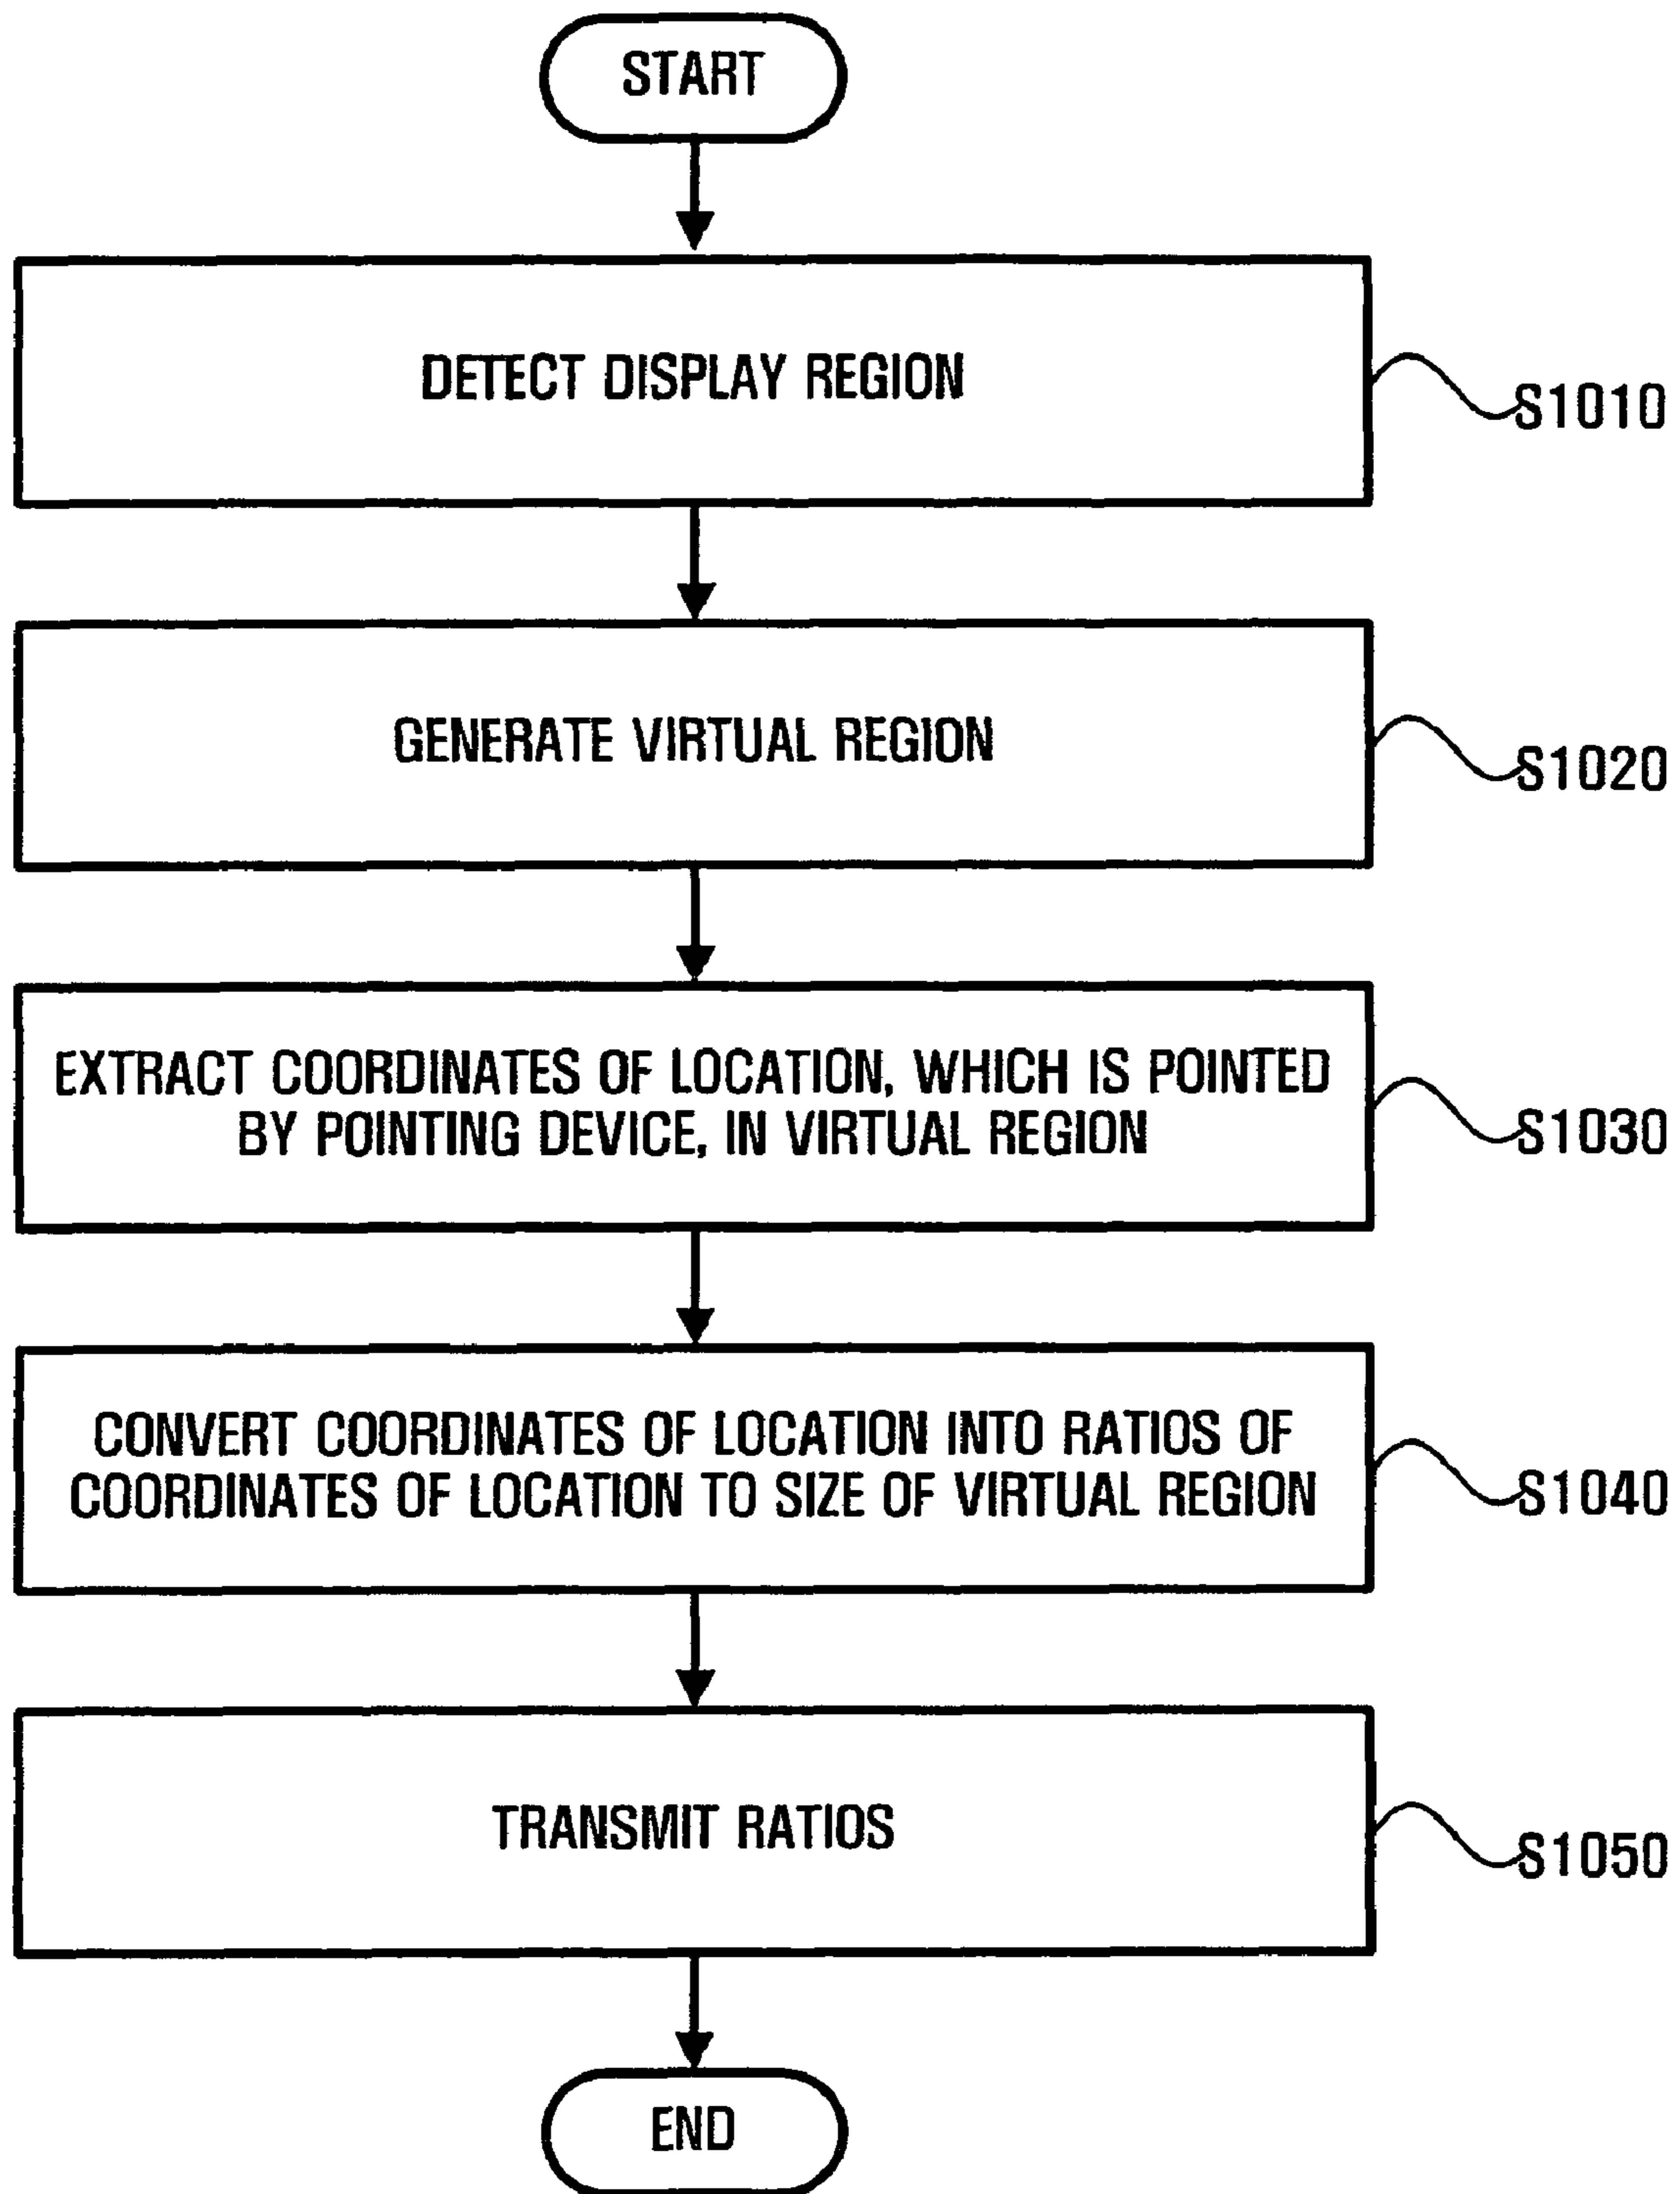 START
DETECT DISPLAY REGION
S1010
GENERATE VIRTUAL REGION
S1020
EXTRACT COORDINATES OF LOCATION, WHICH IS POINTED
BY POINTING DEVICE, IN VIRTUAL REGION
S1030
CONVERT COORDINATES OF LOCATION INTO RATIOS OF
COORDINATES OF LOCATION TO SIZE OF VIRTUAL REGION
S1040
TRANSMIT RATIOS
S1050
END